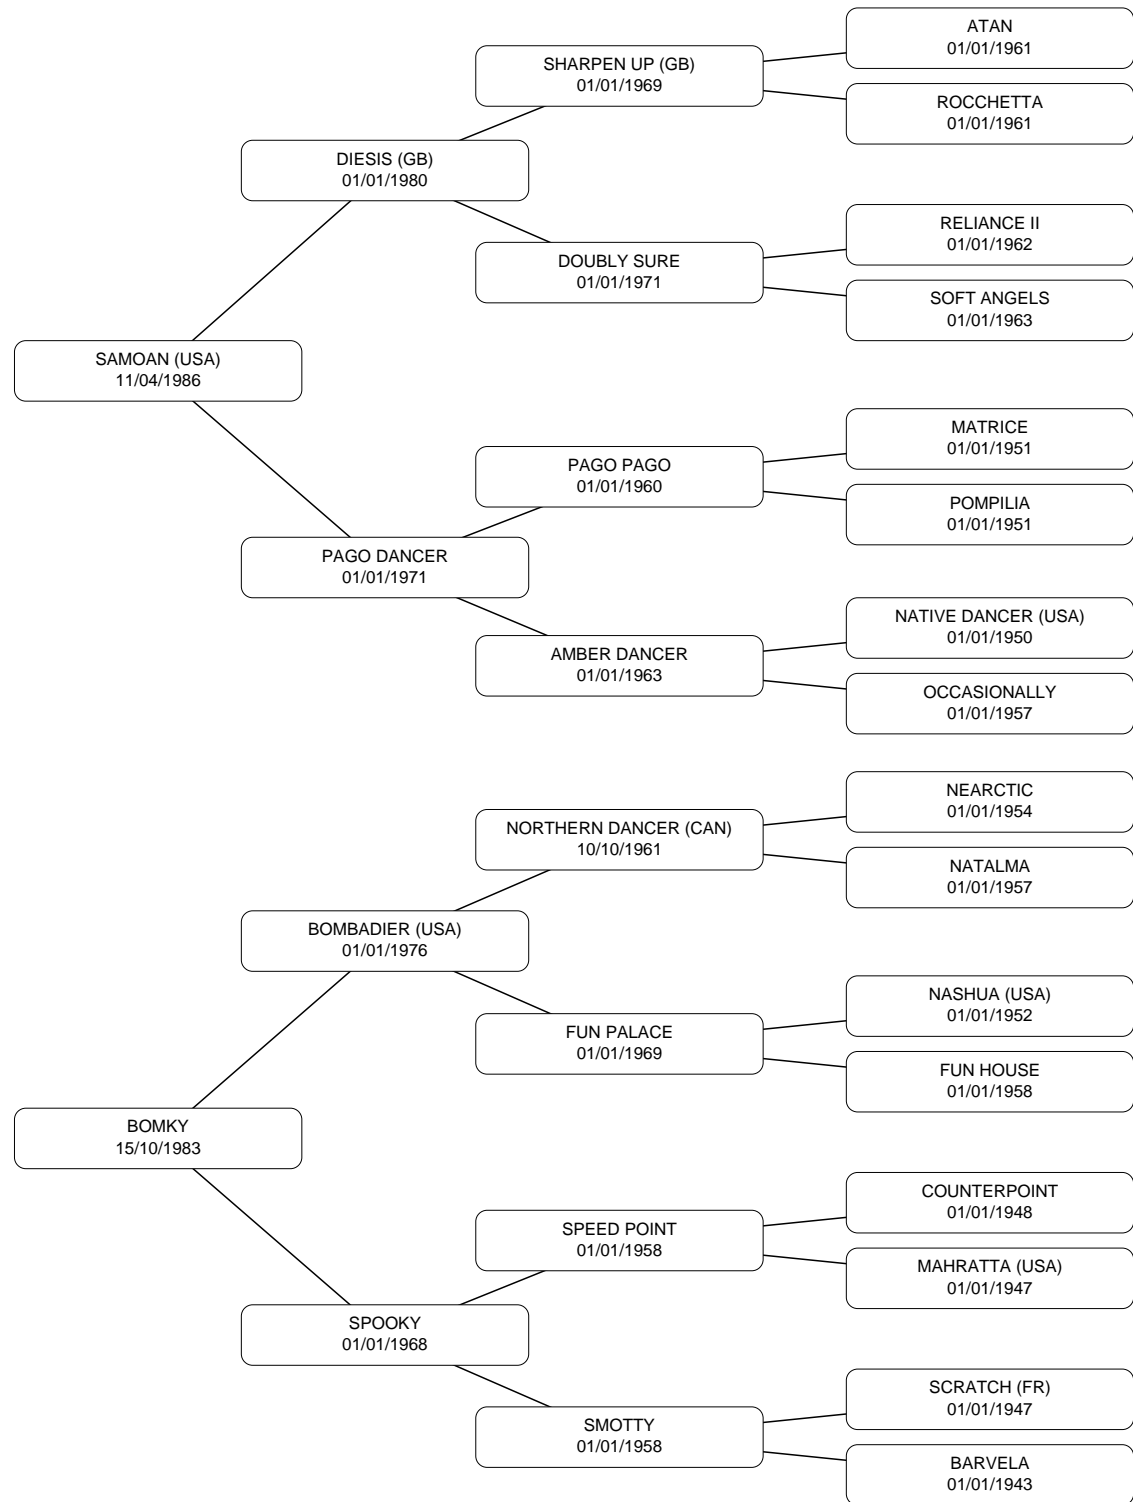 ATAN
01/01/1961
SHARPEN UP (GB)
01/01/1969
ROCCHETTA
01/01/1961
DIESIS (GB)
01/01/1980
RELIANCE II
01/01/1962
DOUBLY SURE
01/01/1971
SOFT ANGELS
01/01/1963
SAMOAN (USA)
11/04/1986
MATRICE
01/01/1951
PAGO PAGO
01/01/1960
POMPILIA
01/01/1951
PAGO DANCER
01/01/1971
NATIVE DANCER (USA)
01/01/1950
AMBER DANCER
01/01/1963
OCCASIONALLY
01/01/1957
NEARCTIC
01/01/1954
NORTHERN DANCER (CAN)
10/10/1961
NATALMA
01/01/1957
BOMBADIER (USA)
01/01/1976
NASHUA (USA)
01/01/1952
FUN PALACE
01/01/1969
FUN HOUSE
01/01/1958
BOMKY
15/10/1983
COUNTERPOINT
01/01/1948
SPEED POINT
01/01/1958
MAHRATTA (USA)
01/01/1947
SPOOKY
01/01/1968
SCRATCH (FR)
01/01/1947
SMOTTY
01/01/1958
BARVELA
01/01/1943